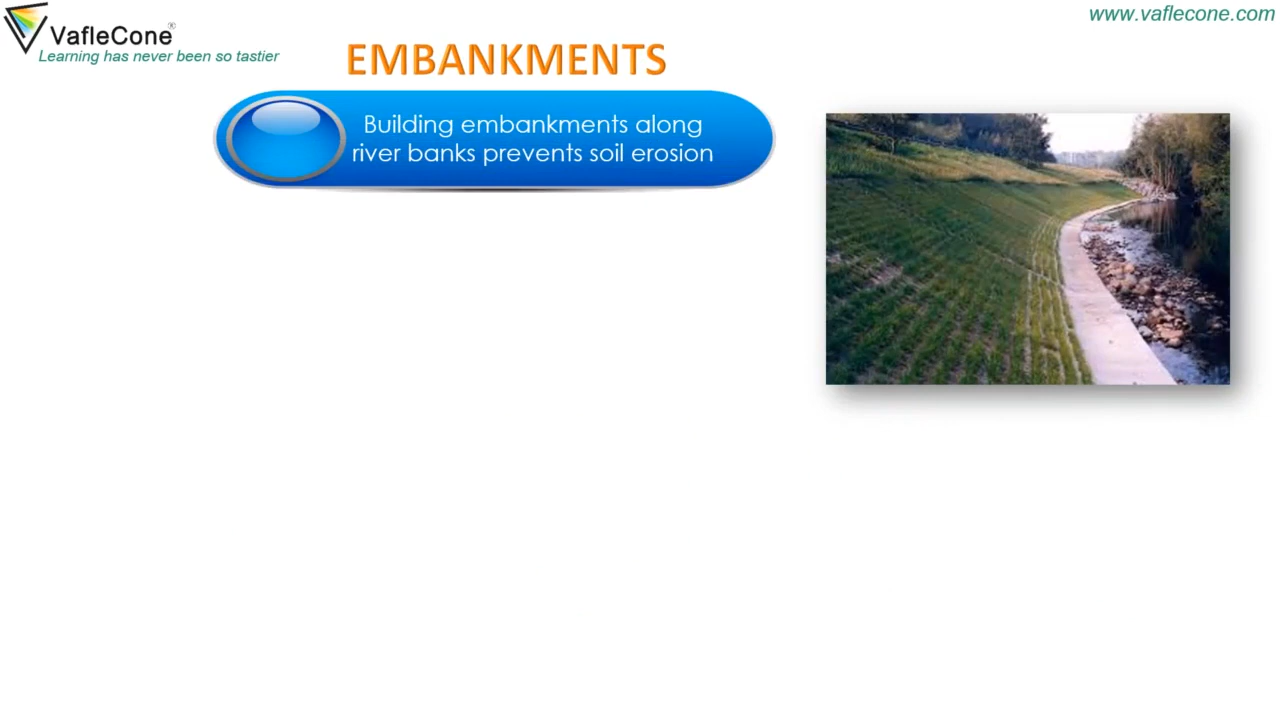 VafleCone®
Learning has never been so tastier
www.vaflecone.com
EMBANKMENTS
Building embankments along
river banks prevents soil erosion